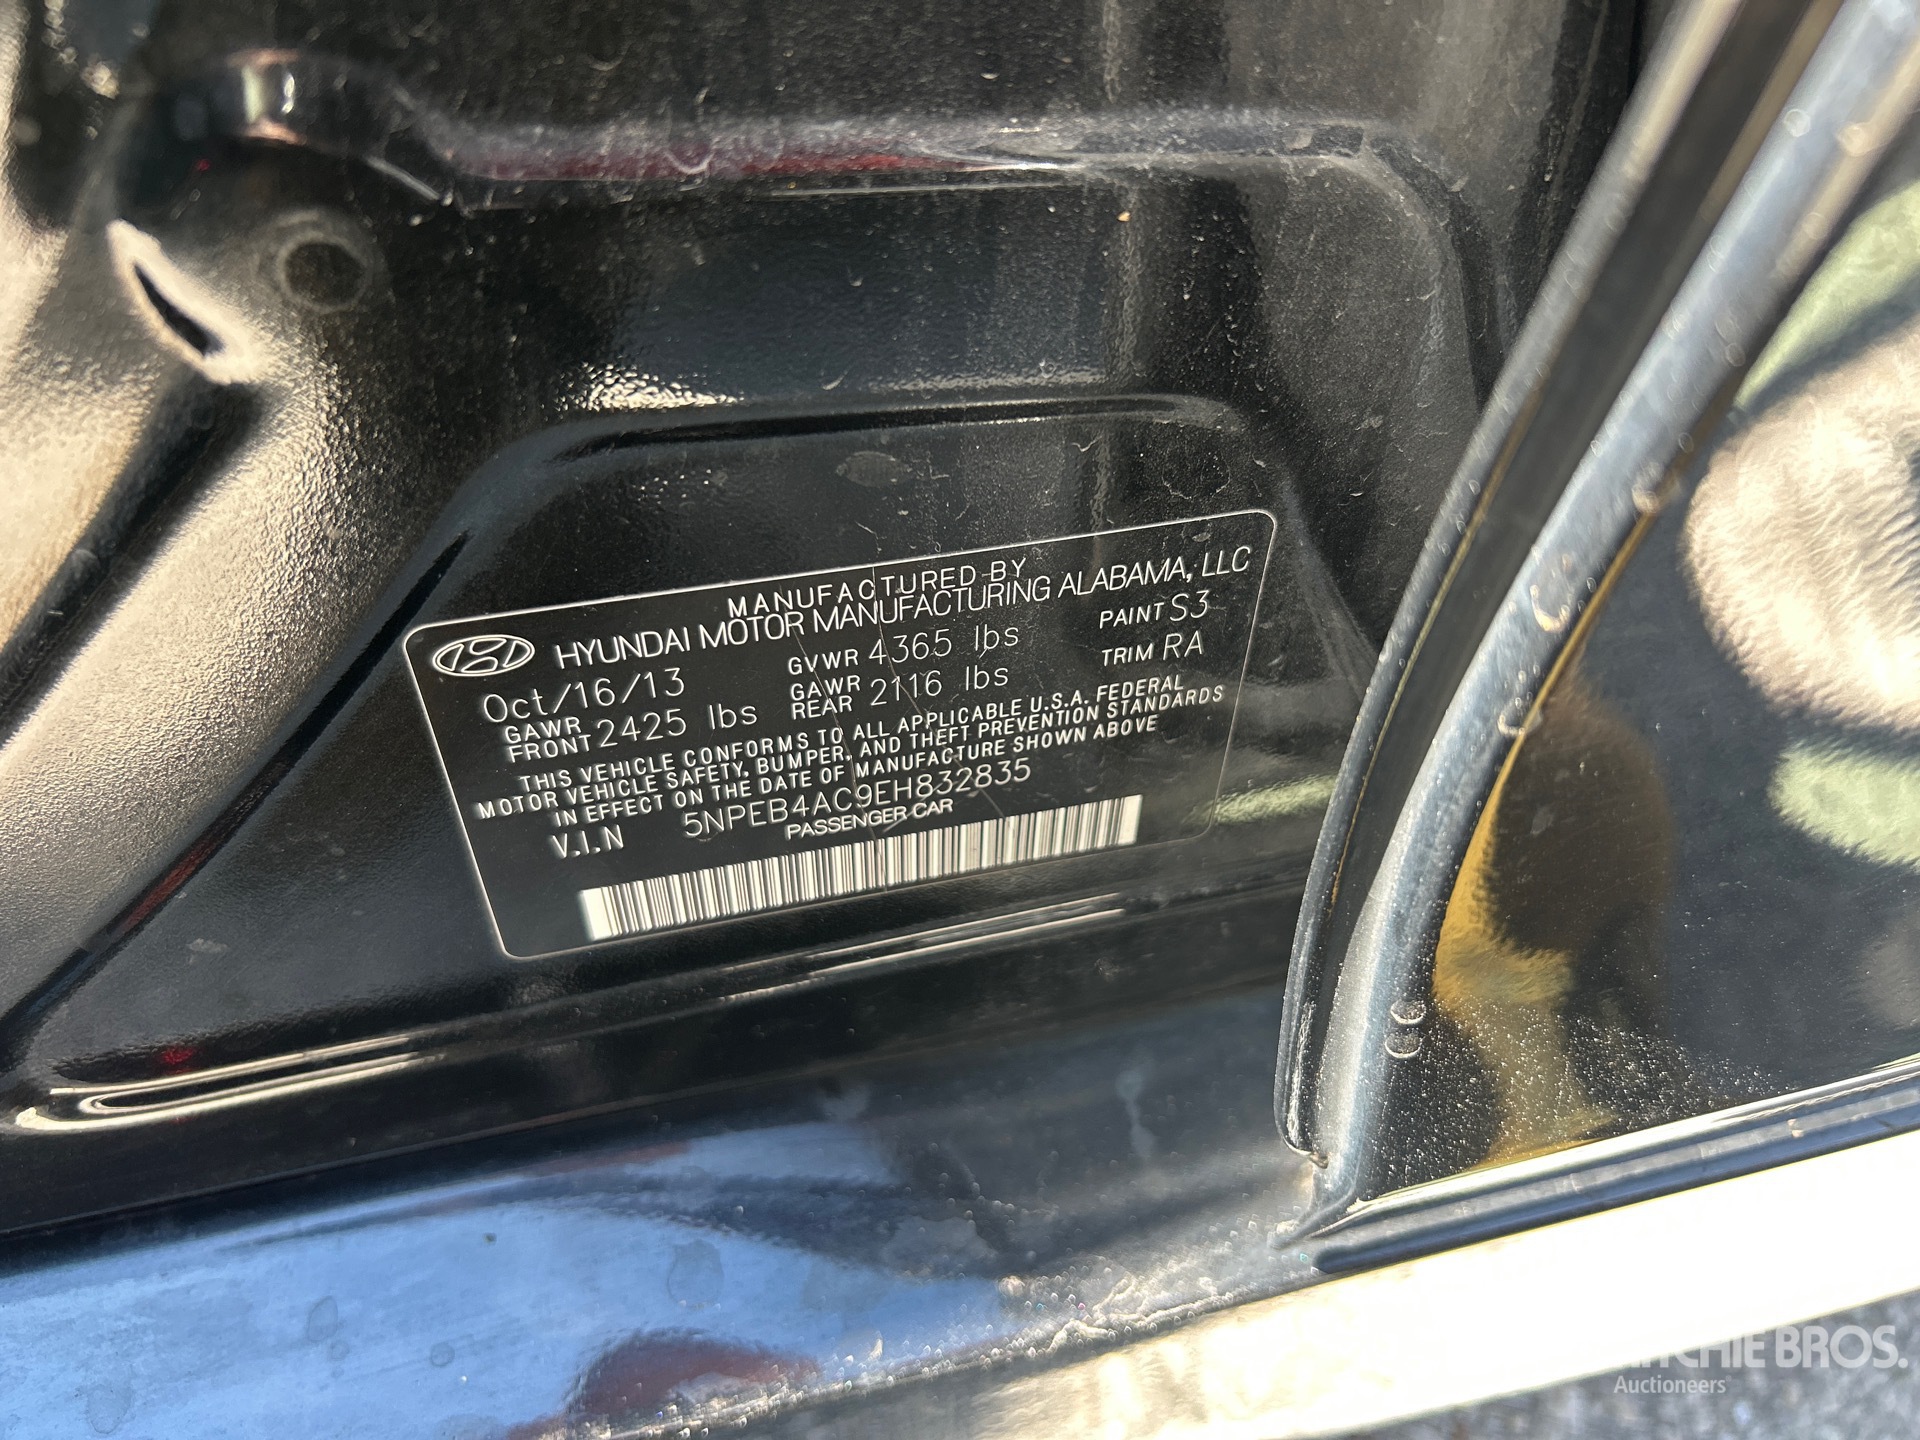 MANUFACTURED BY
HYUNDAI MOTOR MANUFACTURING ALABAMA, LLC
Oct/16/13 GVWR 4365 lbs PAINT S3
GAWR FRONT 2425 lbs GAWR REAR 2116 lbs TRIM RA
THIS VEHICLE CONFORMS TO ALL APPLICABLE U.S.A. FEDERAL
MOTOR VEHICLE SAFETY, BUMPER, AND THEFT PREVENTION STANDARDS
IN EFFECT ON THE DATE OF MANUFACTURE SHOWN ABOVE
V.I.N 5NPEB4AC9EH832835
PASSENGER CAR
RITCHIE BROS.
Auctioneers